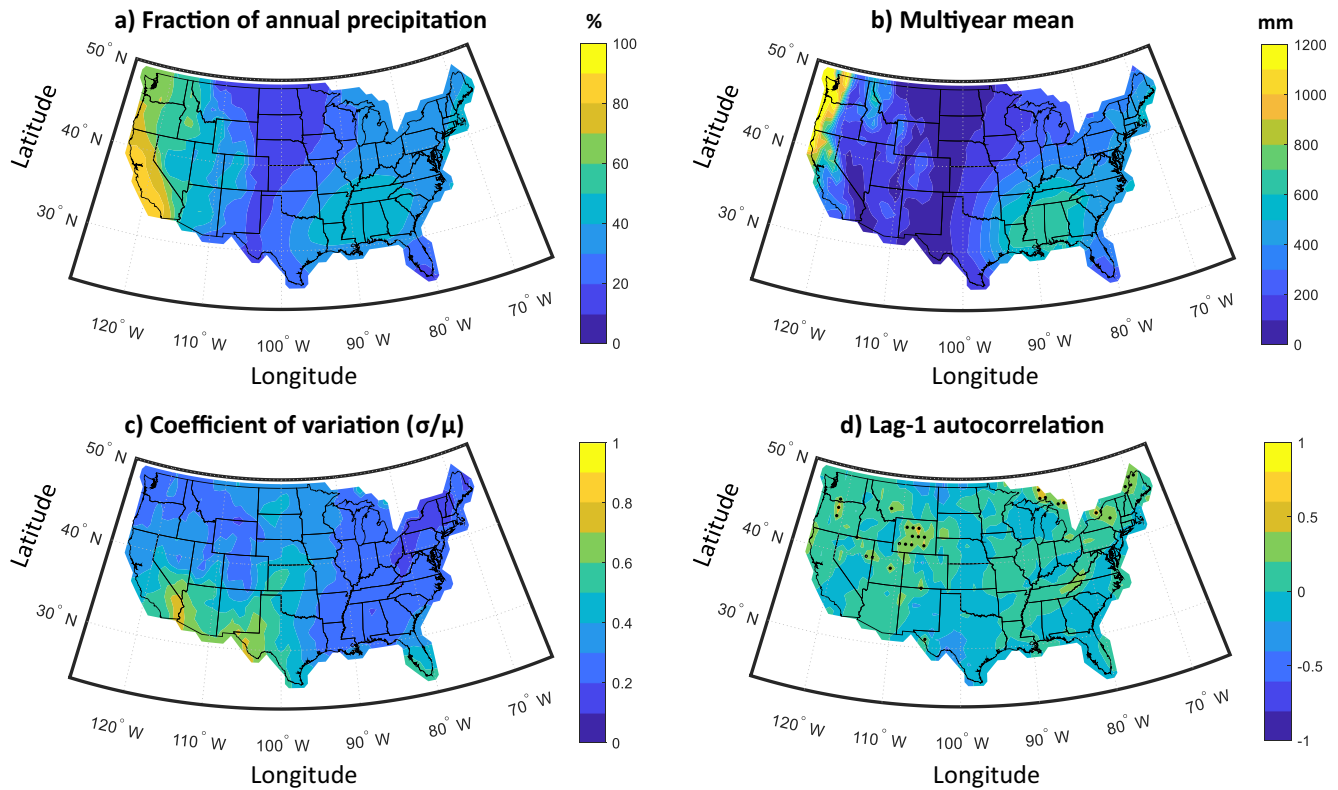 a) Fraction of annual precipitation
%
50° N
40° N
30° N
Latitude
120° W
110° W
100° W
90° W
80° W
70° W
Longitude
100
80
60
40
20
0
b) Multiyear mean
mm
50° N
40° N
30° N
Latitude
120° W
110° W
100° W
90° W
80° W
70° W
Longitude
1200
1000
800
600
400
200
0
c) Coefficient of variation (σ/μ)
50° N
40° N
30° N
Latitude
120° W
110° W
100° W
90° W
80° W
70° W
Longitude
1
0.8
0.6
0.4
0.2
0
d) Lag-1 autocorrelation
50° N
40° N
30° N
Latitude
120° W
110° W
100° W
90° W
80° W
70° W
Longitude
1
0.5
0
-0.5
-1